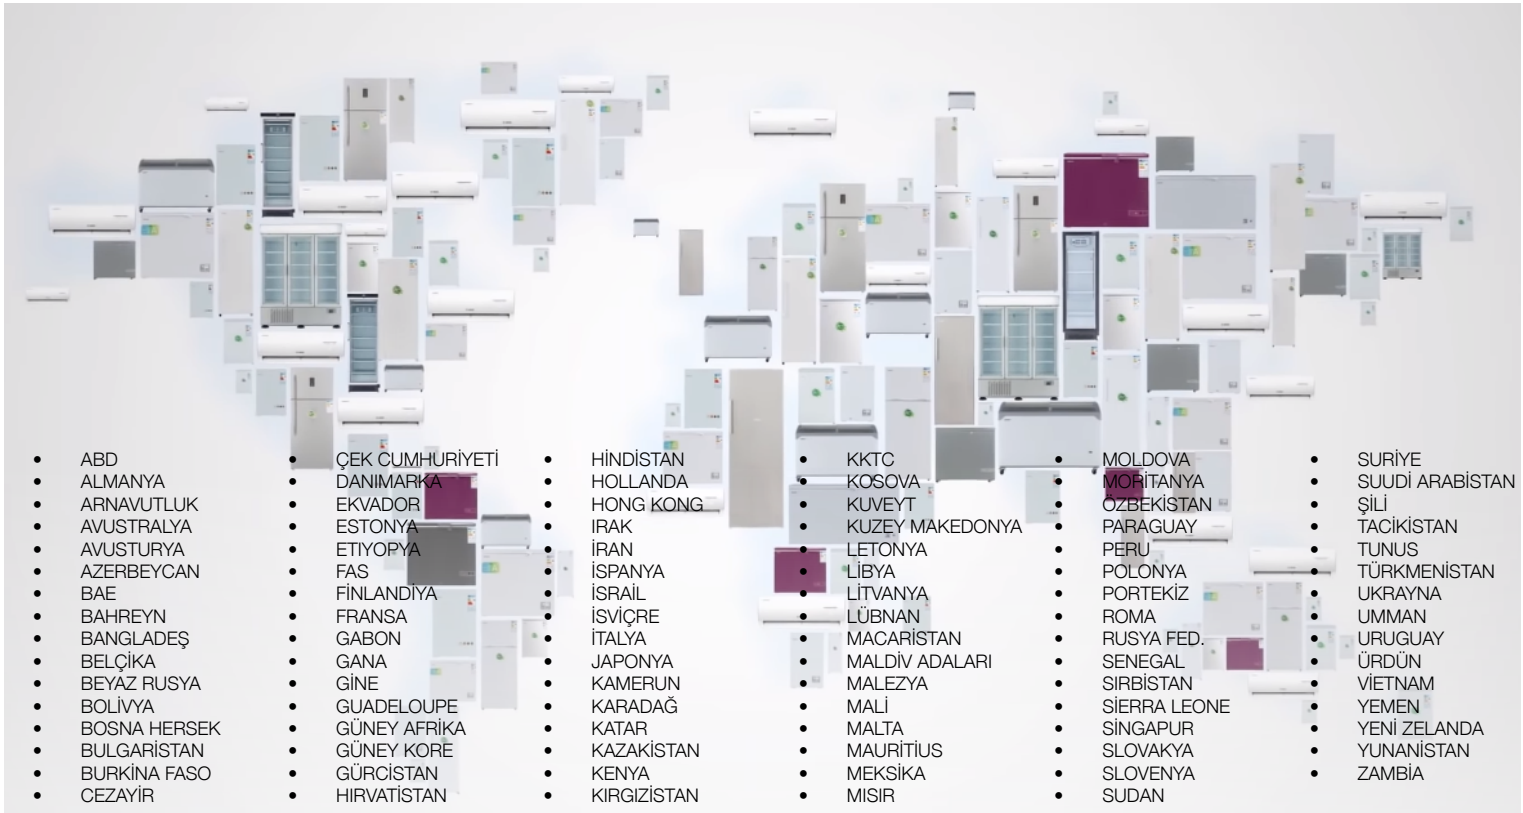 • ABD
• ALMANYA
• ARNAVUTLUK
• AVUSTRALYA
• AVUSTURYA
• AZERBEYCAN
• BAE
• BAHREYN
• BANGLADEŞ
• BELÇİKA
• BEYAZ RUSYA
• BOLİVYA
• BOSNA HERSEK
• BULGARİSTAN
• BURKİNA FASO
• CEZAYİR
• ÇEK CUMHURİYETİ
• DANIMARKA
• EKVADOR
• ESTONYA
• ETIYOPYA
• FAS
• FİNLANDİYA
• FRANSA
• GABON
• GANA
• GİNE
• GUADELOUPE
• GÜNEY AFRİKA
• GÜNEY KORE
• GÜRCİSTAN
• HIRVATİSTAN
• HİNDİSTAN
• HOLLANDA
• HONG KONG
• IRAK
• İRAN
• İSPANYA
• İSRAİL
• İSVİÇRE
• İTALYA
• JAPONYA
• KAMERUN
• KARADAĞ
• KATAR
• KAZAKİSTAN
• KENYA
• KIRGIZİSTAN
• KKTC
• KOSOVA
• KUVEYT
• KUZEY MAKEDONYA
• LETONYA
• LİBYA
• LİTVANYA
• LÜBNAN
• MACARİSTAN
• MALDİV ADALARI
• MALEZYA
• MALİ
• MALTA
• MAURİTİUS
• MEKSİKA
• MISIR
• MOLDOVA
• MORİTANYA
• ÖZBEKİSTAN
• PARAGUAY
• PERU
• POLONYA
• PORTEKİZ
• ROMA
• RUSYA FED.
• SENEGAL
• SIRBİSTAN
• SİERRA LEONE
• SİNGAPUR
• SLOVAKYA
• SLOVENYA
• SUDAN
• SURİYE
• SUUDİ ARABİSTAN
• ŞİLİ
• TACİKİSTAN
• TUNUS
• TÜRKMENİSTAN
• UKRAYNA
• UMMAN
• URUGUAY
• ÜRDÜN
• VİETNAM
• YEMEN
• YENİ ZELANDA
• YUNANİSTAN
• ZAMBİA